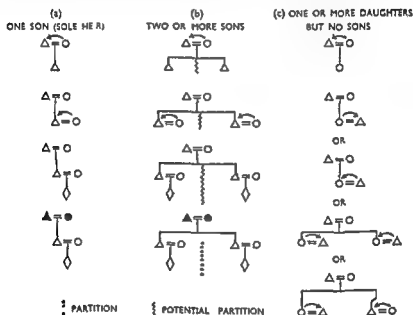 (a)
ONE SON (SOLE HER)
(b)
TWO OR MORE SONS
(c) ONE OR MORE DAUGHTERS
BUT NO SONS
OR
OR
OR
PARTITION
POTENTIAL PARTITION